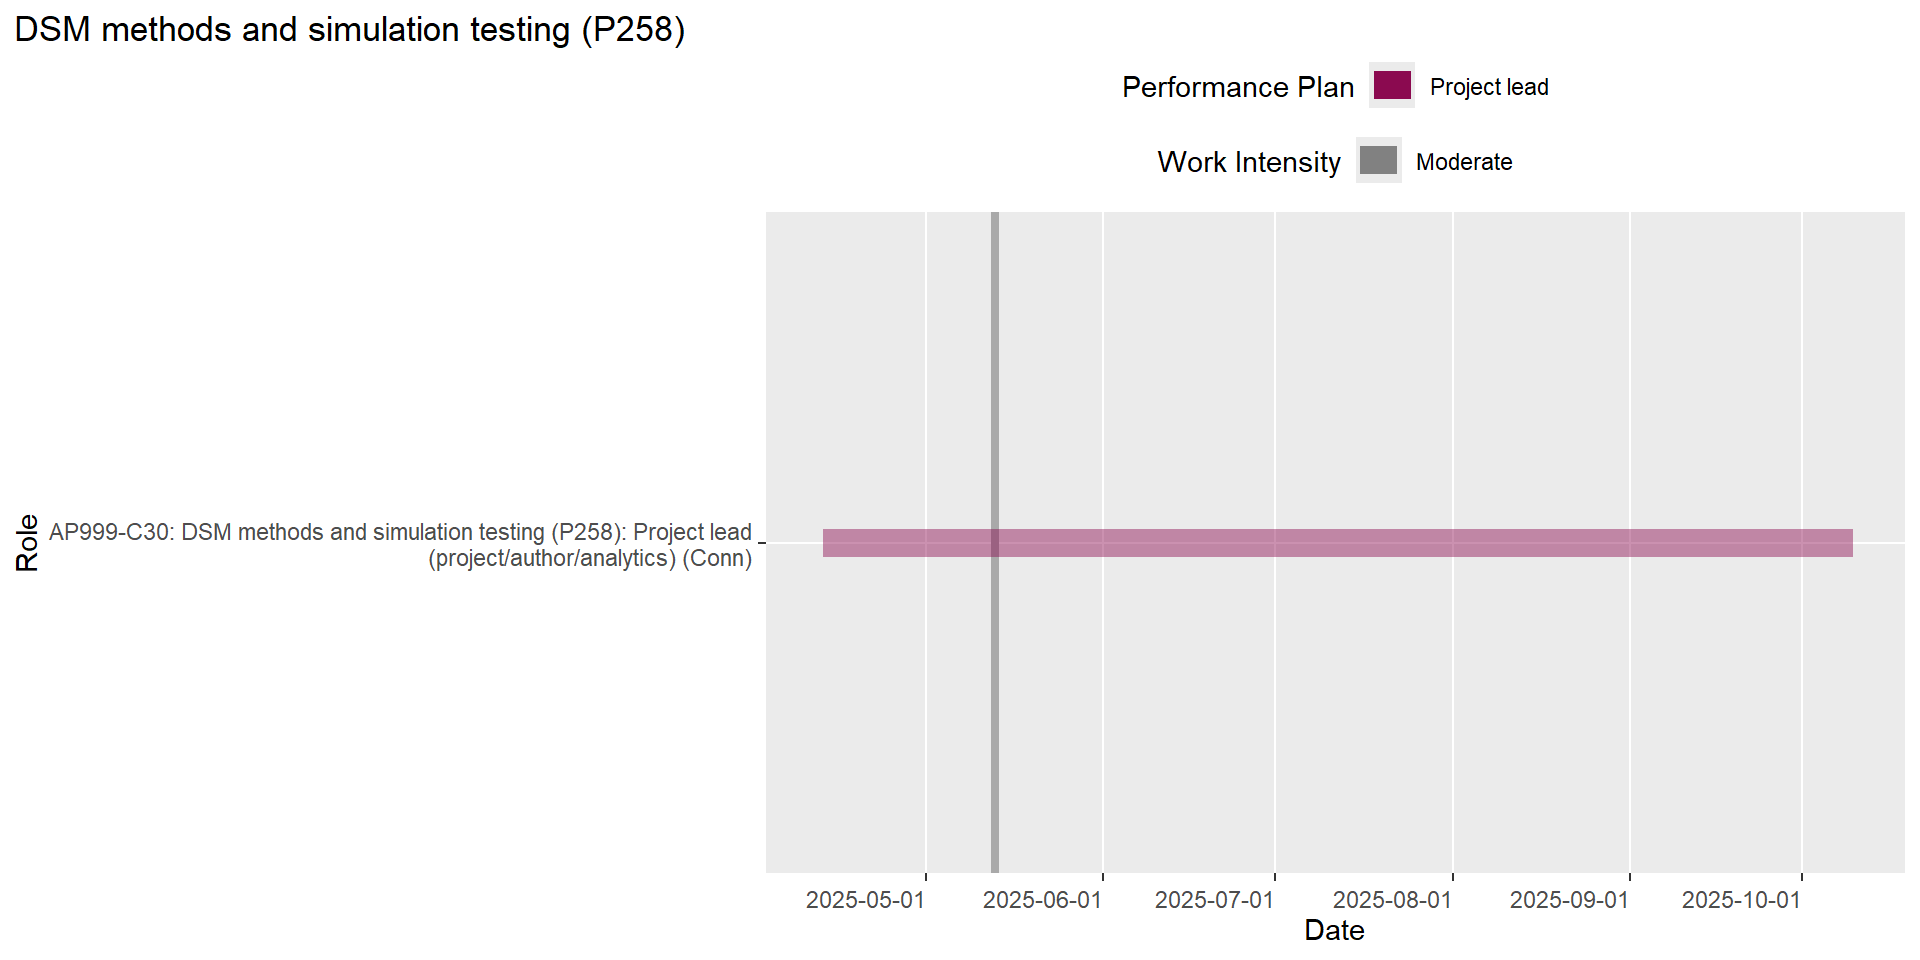 DSM methods and simulation testing (P258)
Performance Plan
Project lead
Work Intensity
Moderate
Role
AP999-C30: DSM methods and simulation testing (P258): Project lead
(project/author/analytics) (Conn)
2025-05-01
2025-06-01
2025-07-01
2025-08-01
2025-09-01
2025-10-01
Date